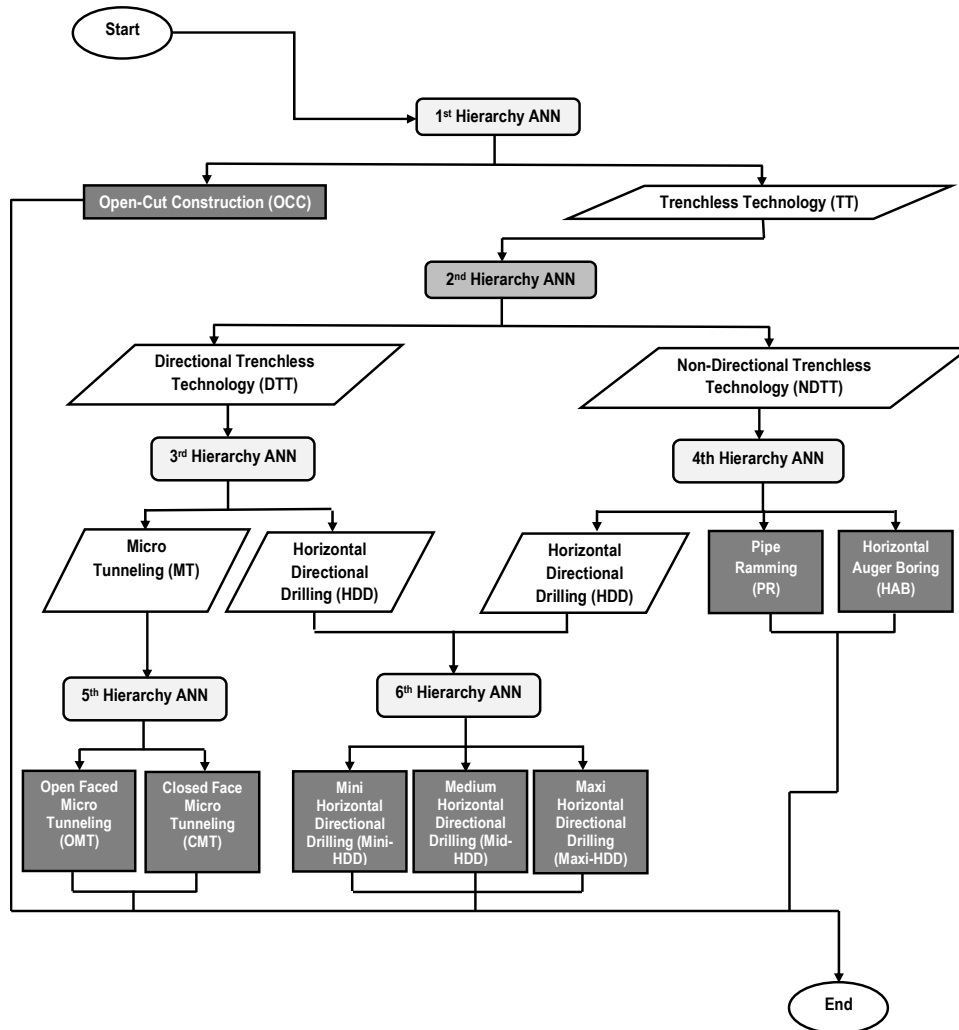 Start
1st Hierarchy ANN
Open-Cut Construction (OCC)
Trenchless Technology (TT)
2nd Hierarchy ANN
Directional Trenchless
Technology (DTT)
Non-Directional Trenchless
Technology (NDTT)
3rd Hierarchy ANN
4th Hierarchy ANN
Micro
Tunneling (MT)
Horizontal
Directional
Drilling (HDD)
Horizontal
Directional
Drilling (HDD)
Pipe
Ramming
(PR)
Horizontal
Auger Boring
(HAB)
5th Hierarchy ANN
6th Hierarchy ANN
Open Faced
Micro
Tunneling
(OMT)
Closed Face
Micro
Tunneling
(CMT)
Mini
Horizontal
Directional
Drilling (Mini-
HDD)
Medium
Horizontal
Directional
Drilling (Mid-
HDD)
Maxi
Horizontal
Directional
Drilling
(Maxi-HDD)
End